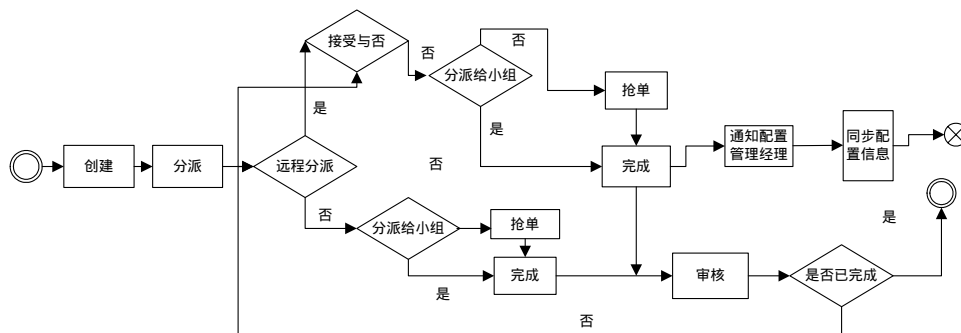 接受与否
否
否
分派给小组
抢单
是
是
通知配置
管理经理
同步配
置信息
创建
分派
远程分派
否
完成
否
分派给小组
抢单
是
完成
是
审核
是否已完成
否